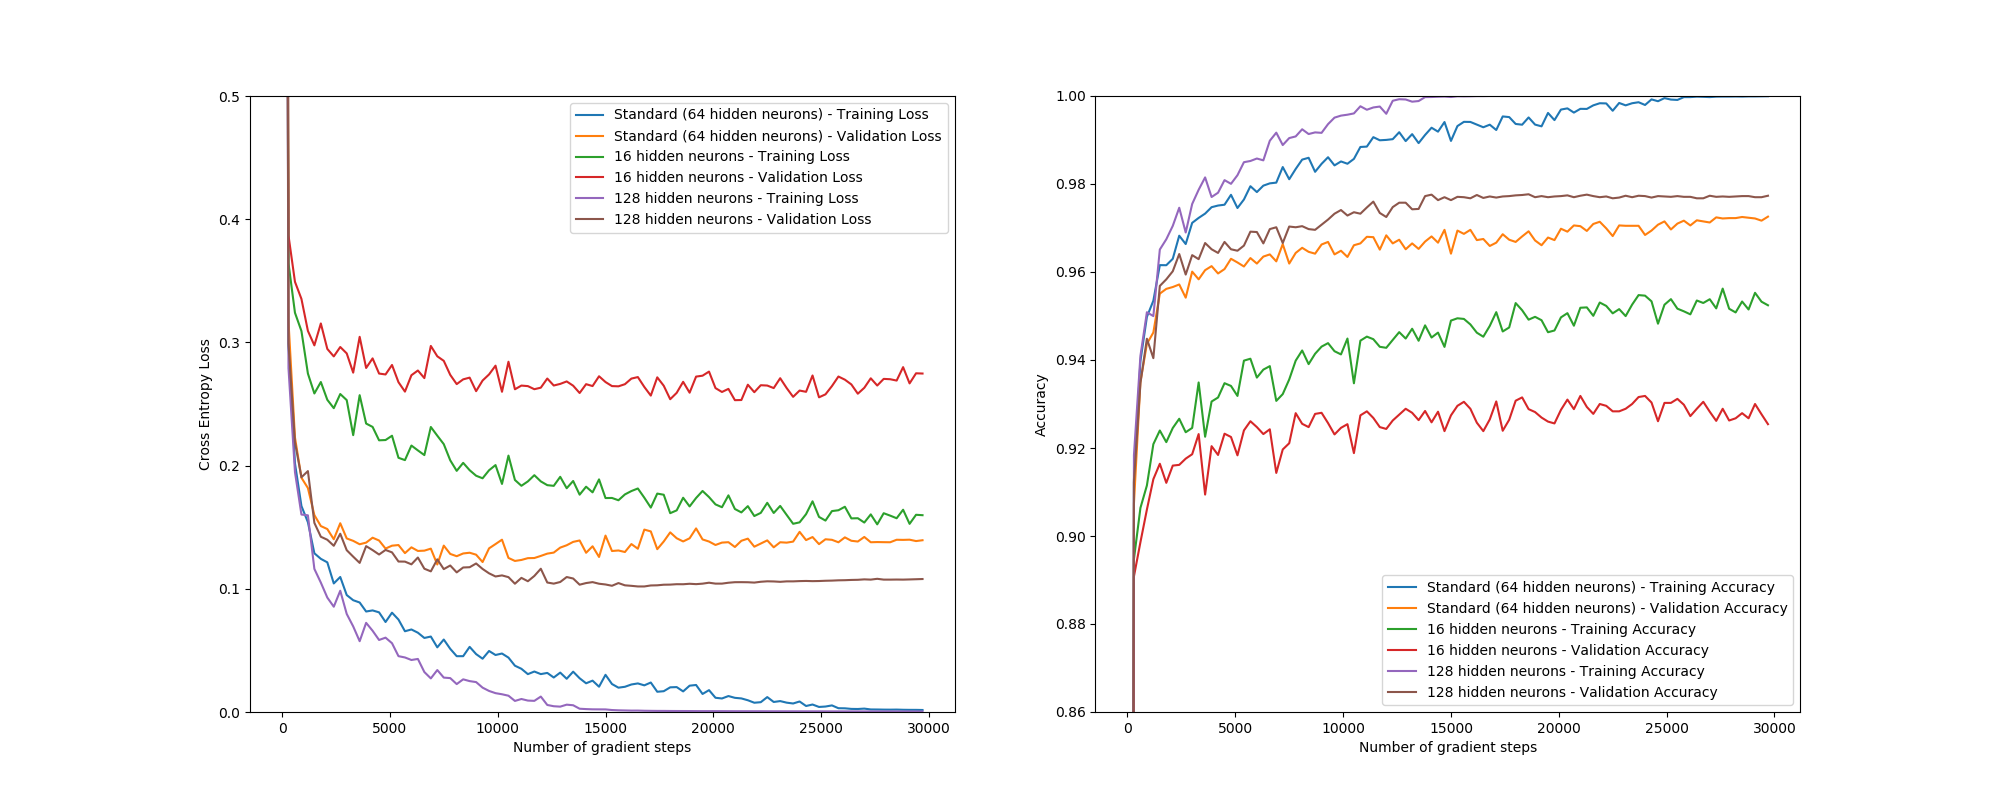 0.5
0.4
0.3
0.2
0.1
0.0
Cross Entropy Loss
Standard (64 hidden neurons) - Training Loss
Standard (64 hidden neurons) - Validation Loss
16 hidden neurons - Training Loss
16 hidden neurons - Validation Loss
128 hidden neurons - Training Loss
128 hidden neurons - Validation Loss
0 5000 10000 15000 20000 25000 30000
Number of gradient steps
1.00
0.98
0.96
0.94
0.92
0.90
0.88
0.86
Accuracy
Standard (64 hidden neurons) - Training Accuracy
Standard (64 hidden neurons) - Validation Accuracy
16 hidden neurons - Training Accuracy
16 hidden neurons - Validation Accuracy
128 hidden neurons - Training Accuracy
128 hidden neurons - Validation Accuracy
0 5000 10000 15000 20000 25000 30000
Number of gradient steps